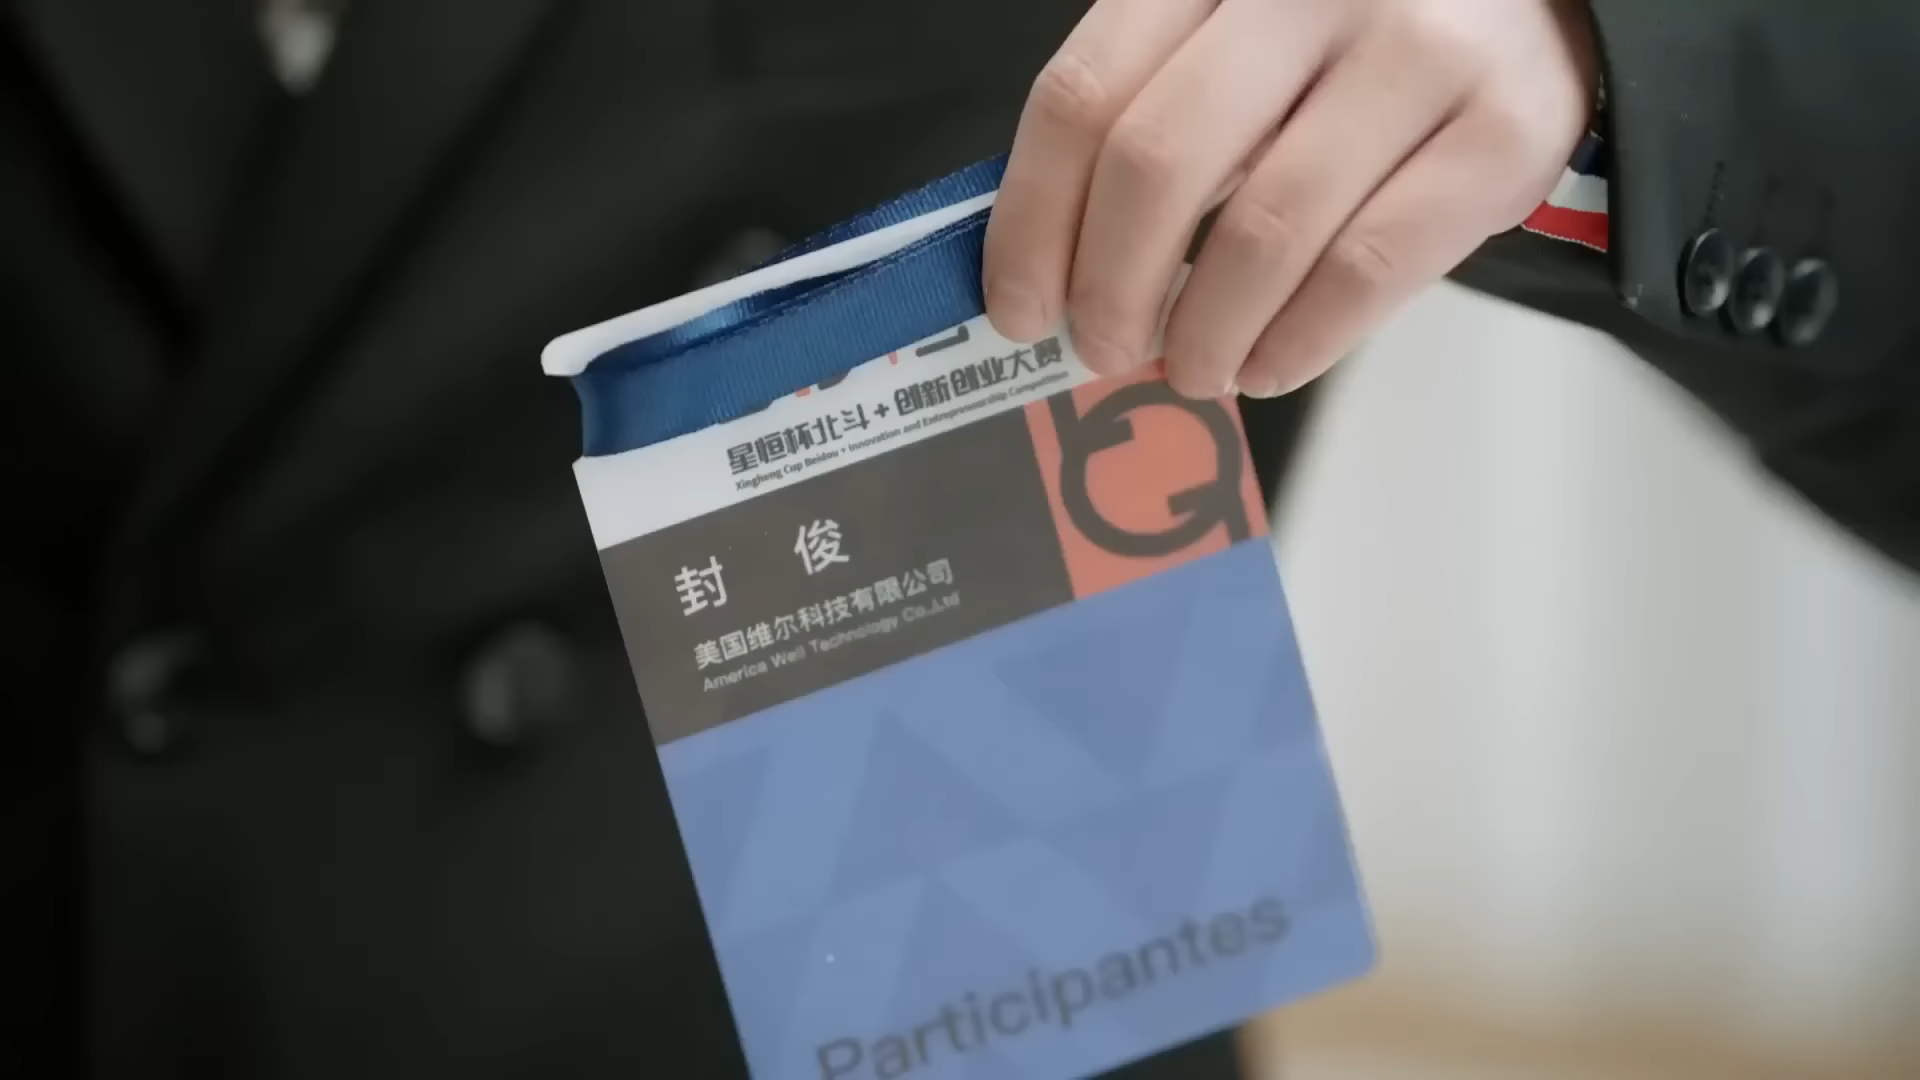 星恒杯北斗+创新创业大赛
Xingheng Cup Beidou + Innovation and Entrepreneurship Competition
封 俊
美国维尔科技有限公司
America Well Technology Co.,Ltd
Participantes